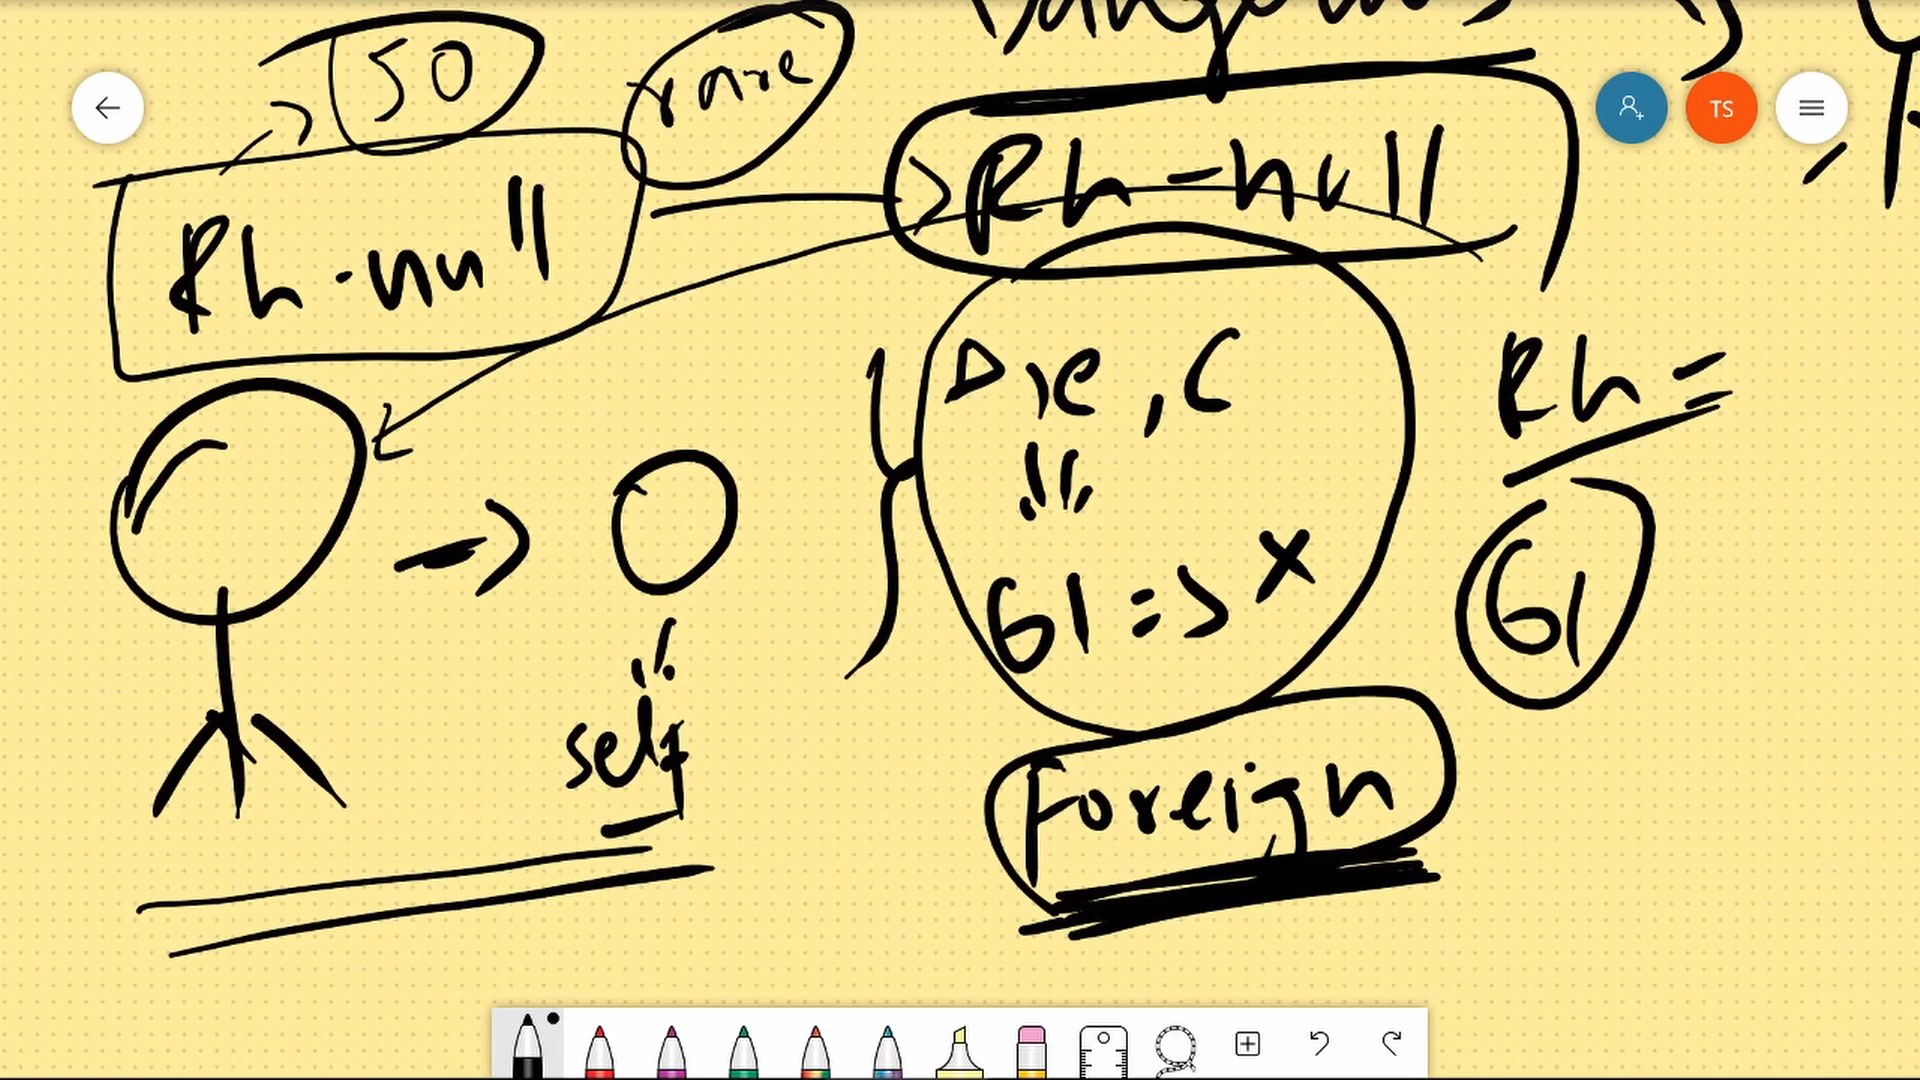 50
rare
Rh-null
Rh-null
D,e,C
61 => x
Rh =
61
self
Foreign
TS